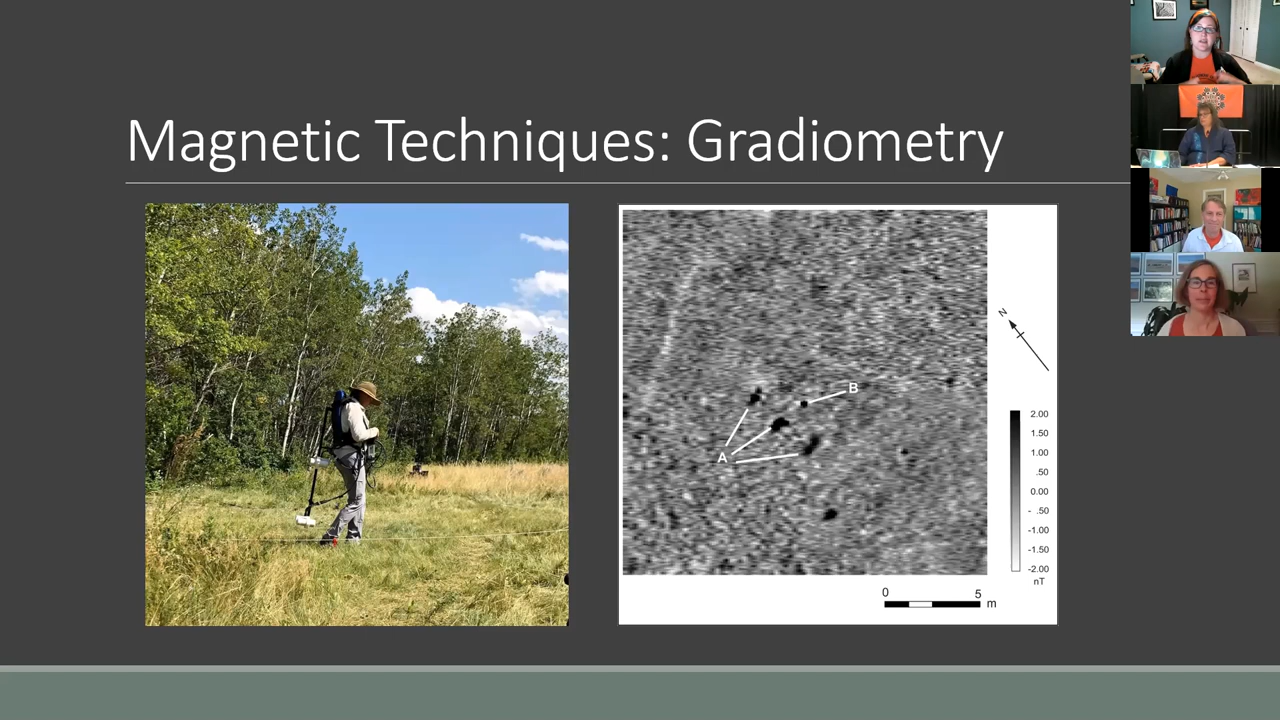 Magnetic Techniques: Gradiometry
N
B
A
2.00
1.50
1.00
.50
0.00
- .50
-1.00
-1.50
-2.00
nT
0 5
m